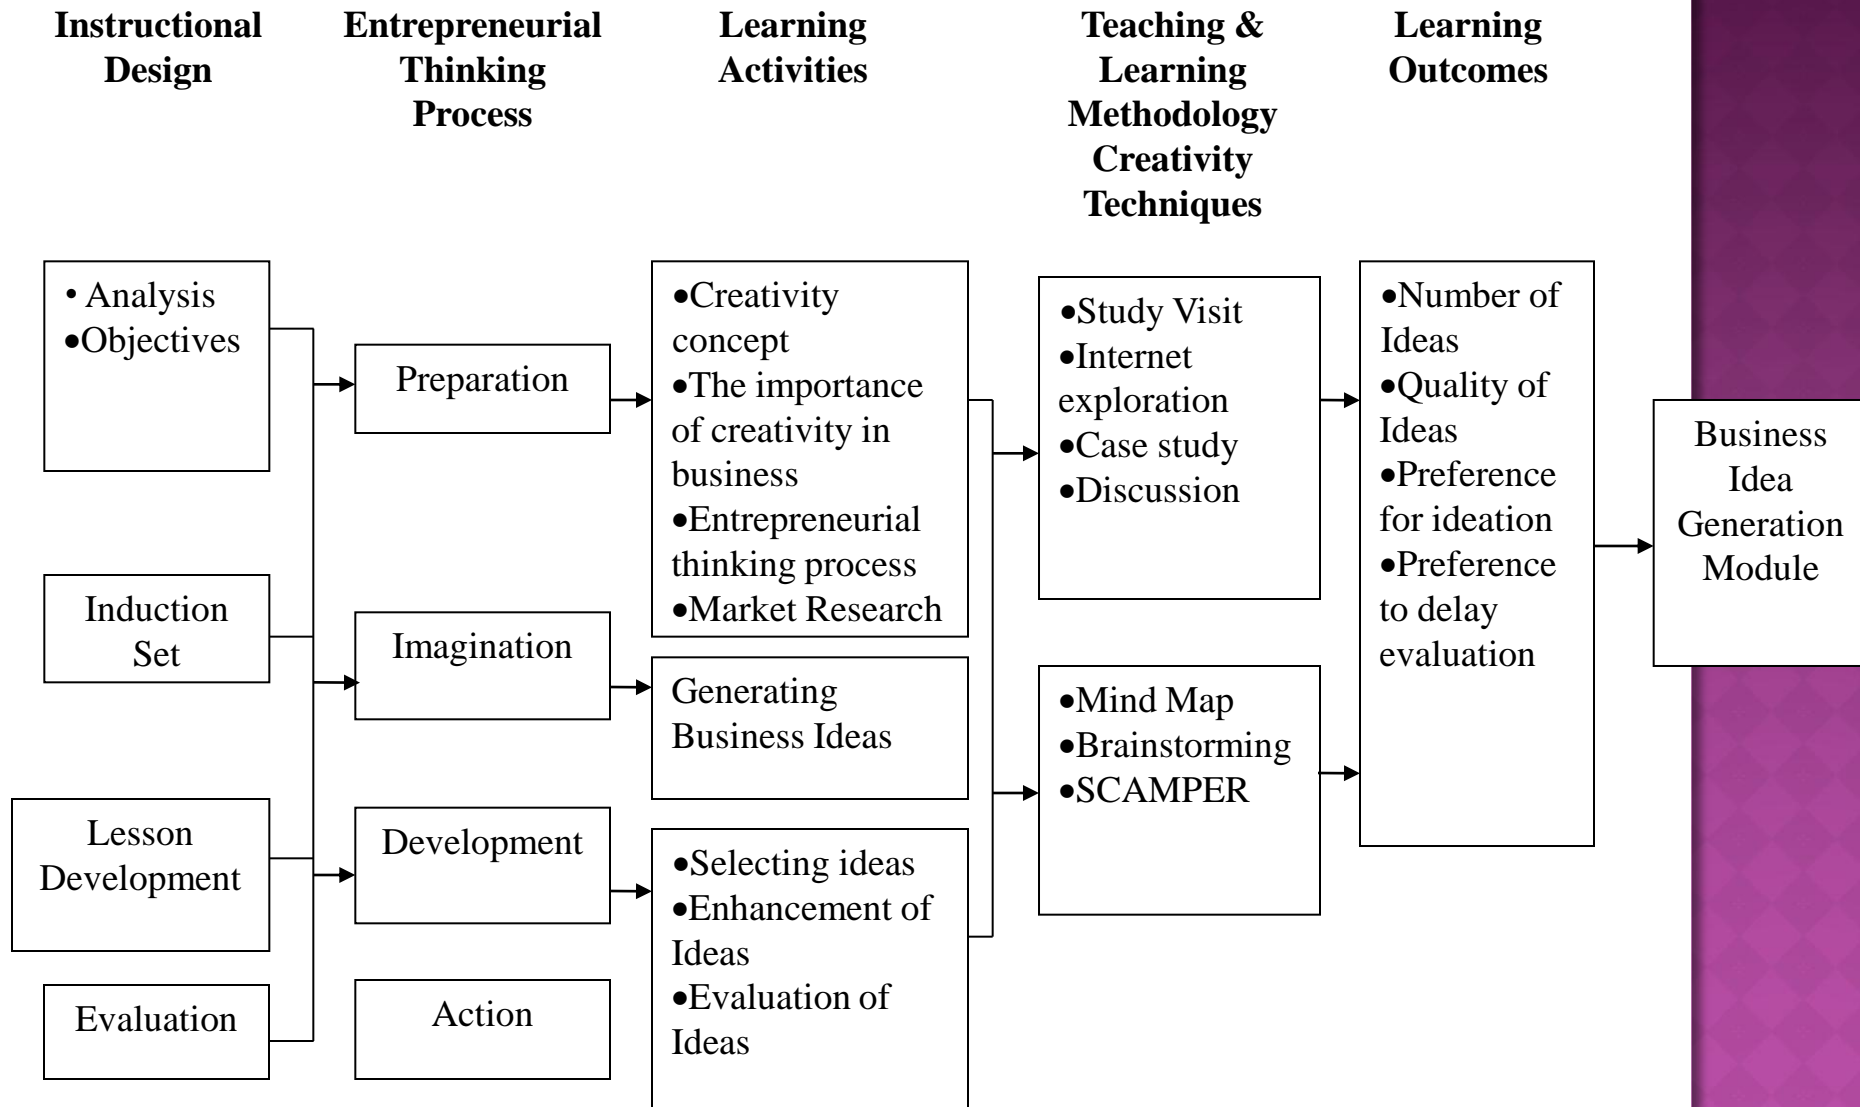 Instructional
Design
Entrepreneurial
Thinking
Process
Learning
Activities
Teaching &
Learning
Methodology
Creativity
Techniques
Learning
Outcomes
• Analysis
•Objectives
Induction
Set
Lesson
Development
Evaluation
Preparation
Imagination
Development
Action
•Creativity
concept
•The importance
of creativity in
business
•Entrepreneurial
thinking process
•Market Research
Generating
Business Ideas
•Selecting ideas
•Enhancement of
Ideas
•Evaluation of
Ideas
•Study Visit
•Internet
exploration
•Case study
•Discussion
•Mind Map
•Brainstorming
•SCAMPER
•Number of
Ideas
•Quality of
Ideas
•Preference
for ideation
•Preference
to delay
evaluation
Business
Idea
Generation
Module